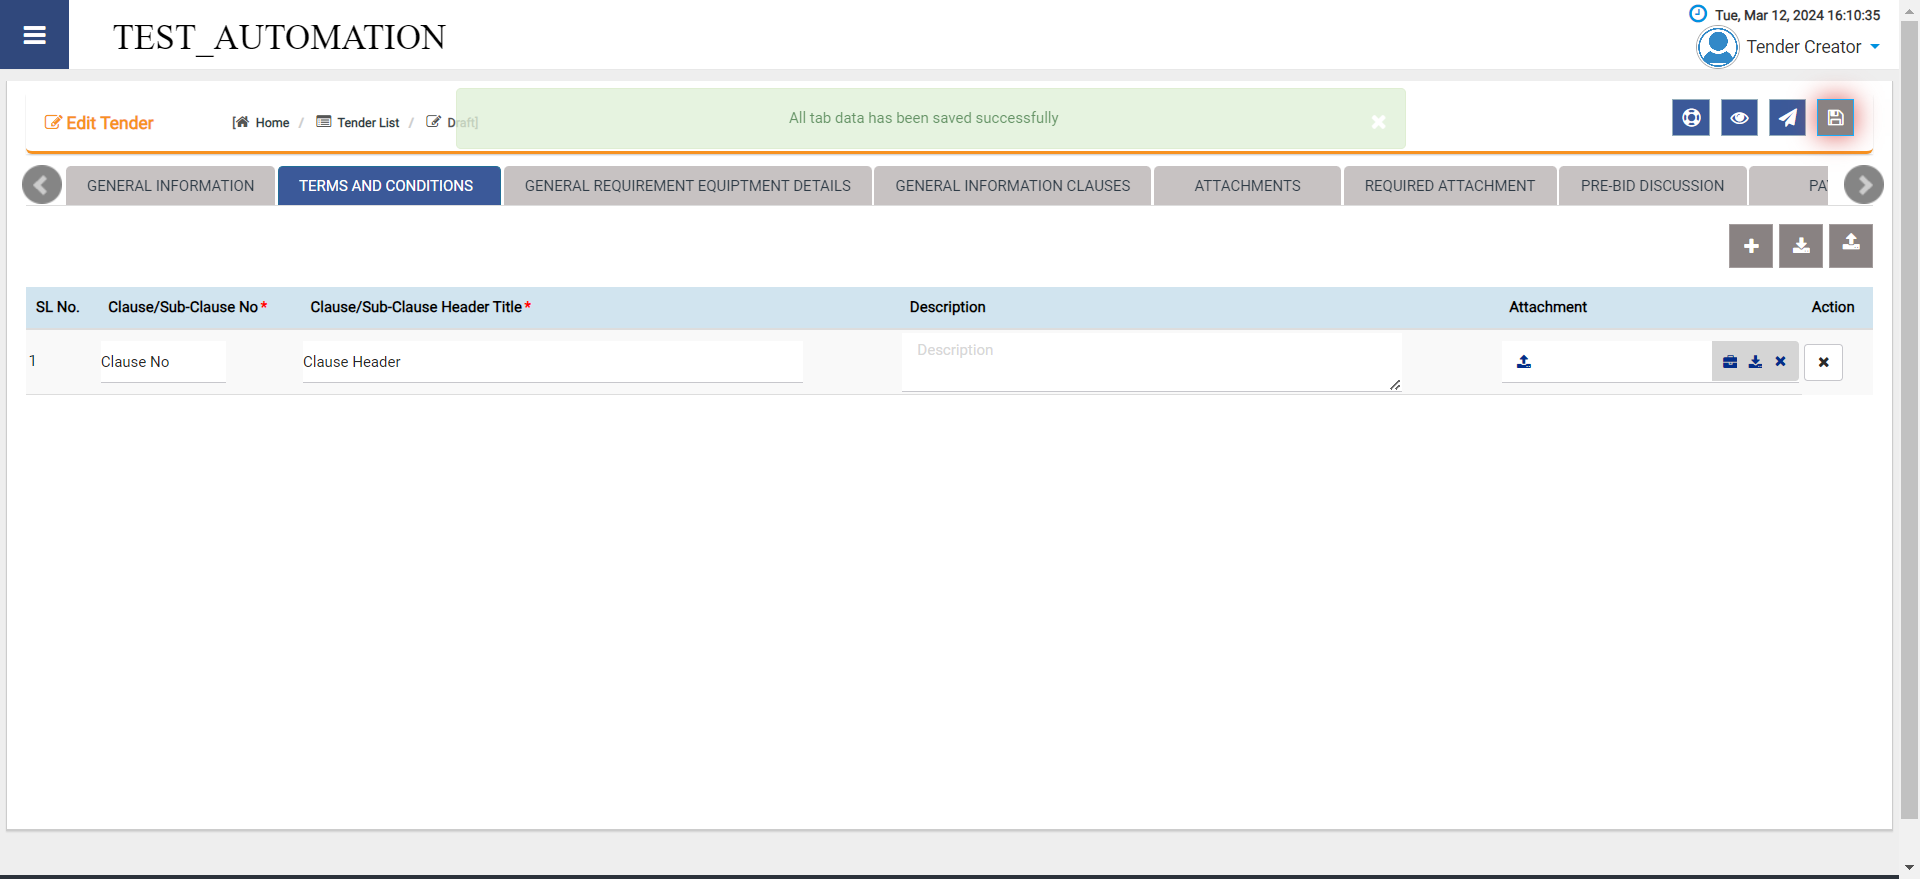 TEST_AUTOMATION
Tue, Mar 12, 2024 16:10:35
Tender Creator
Edit Tender
[ Home / Tender List / Draft]
All tab data has been saved successfully
GENERAL INFORMATION
TERMS AND CONDITIONS
GENERAL REQUIREMENT EQUIPTMENT DETAILS
GENERAL INFORMATION CLAUSES
ATTACHMENTS
REQUIRED ATTACHMENT
PRE-BID DISCUSSION
SL No. Clause/Sub-Clause No* Clause/Sub-Clause Header Title* Description Attachment Action
1 Clause No Clause Header Description